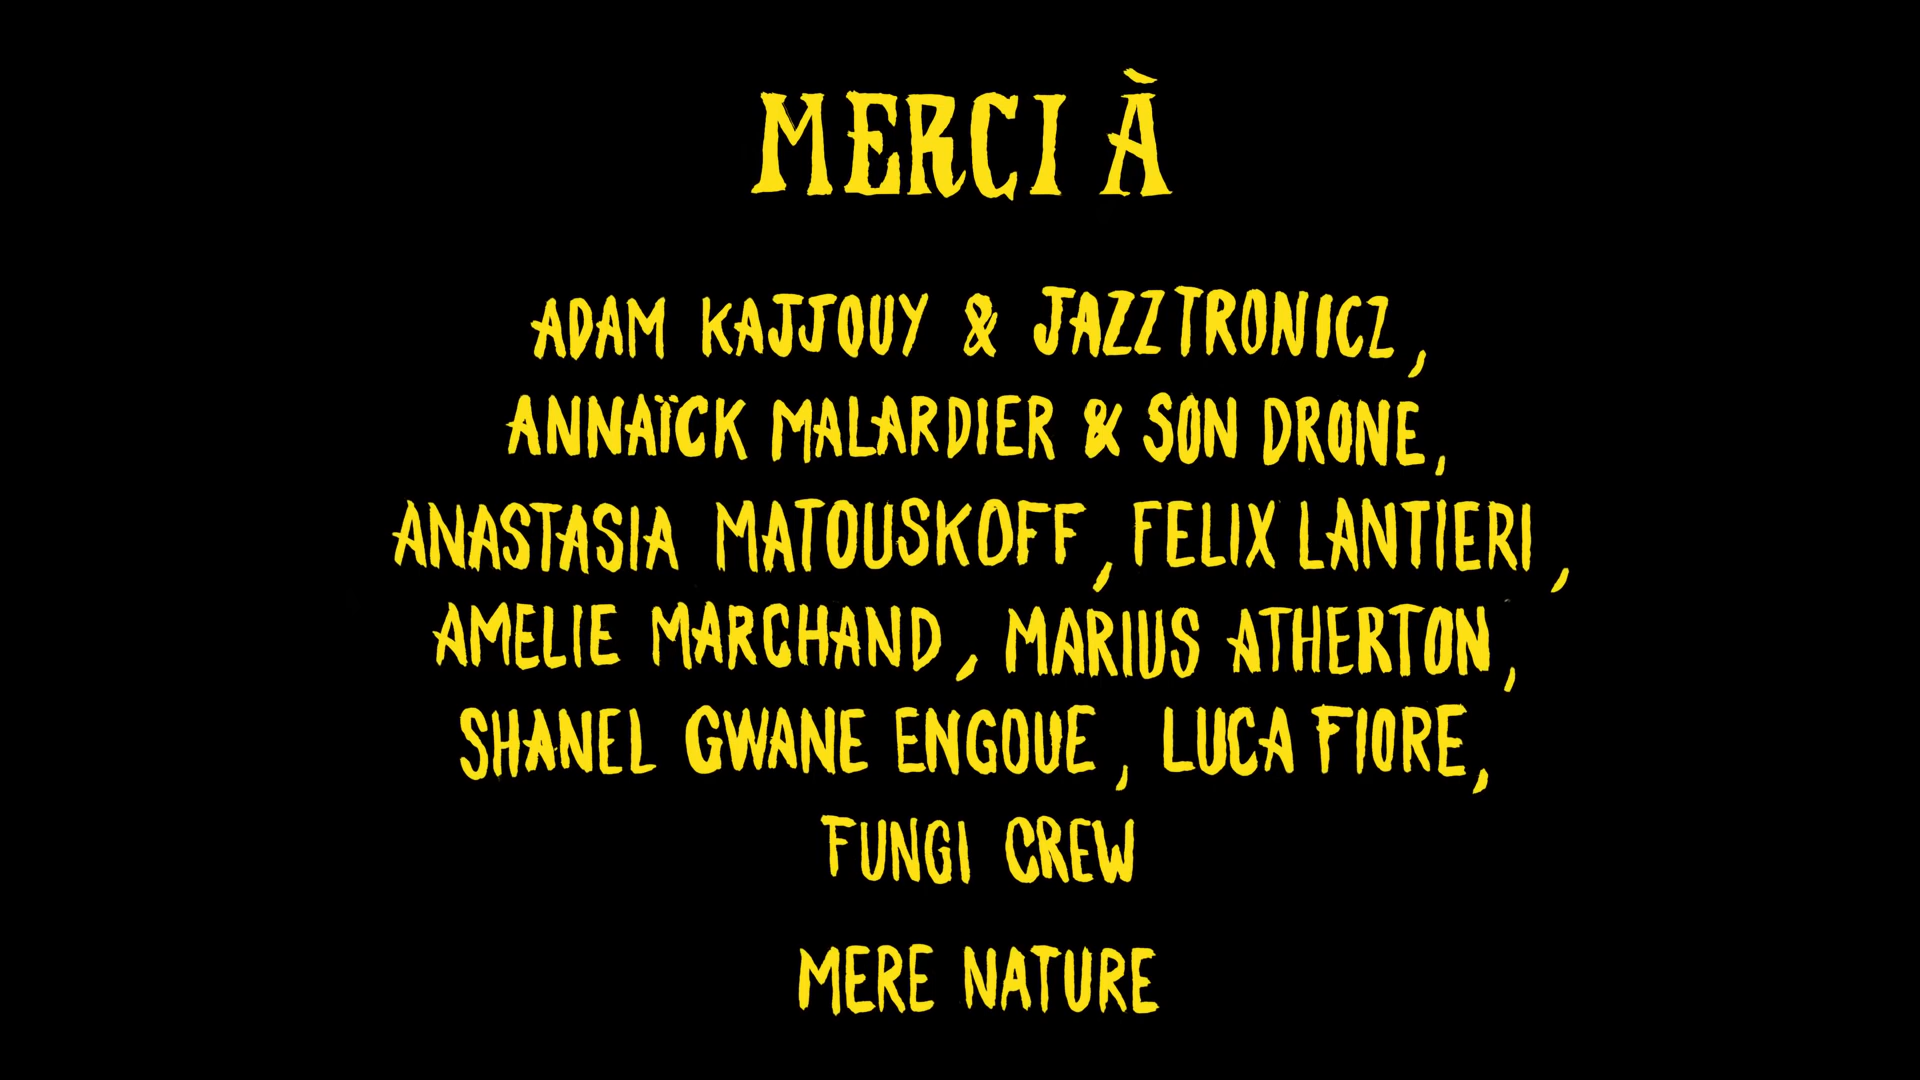 MERCI À
ADAM KAJJOUY & JAZZTRONICZ,
ANNAÏCK MALARDIER & SON DRONE,
ANASTASIA MATOUSKOFF, FELIX LANTIERI,
AMELIE MARCHAND, MARIUS ATHERTON,
SHANEL GWANE ENGOUE, LUCA FIORE,
FUNGI CREW
MERE NATURE